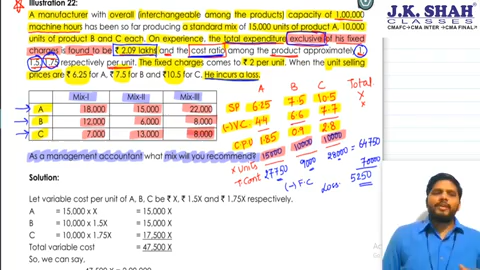 Illustration 22:
A manufacturer with overall (interchangeable among the products) capacity of 1,00,000
machine hours has been so far producing a standard mix of 15,000 units of product A, 10,000
units of product B and C each. On experience, the total expenditure exclusive of his fixed
charges is found to be ₹ 2.09 lakhs and the cost ratio among the product approximately 1,
1.5, 1.75 respectively per unit. The fixed charges comes to ₹ 2 per unit. When the unit selling
prices are ₹ 6.25 for A, ₹ 7.5 for B and ₹10.5 for C. He incurs a loss.
Mix-I Mix-II Mix-III
A 18,000 15,000 22,000
B 12,000 6,000 8,000
C 7,000 13,000 8,000
As a management accountant what mix will you recommend?
Solution:
Let variable cost per unit of A, B, C be ₹ X, 1.5X and ₹ 1.75X respectively.
A = 15,000 x X = 15,000 X
B = 10,000 x 1.5X = 15,000 X
C = 10,000 x 1.75X = 17,500 X
Total variable cost = 47,500 X
So, we can say,
J.K. SHAH
CLASSES
CMAFC->CMA INTER->CMA FINAL
A B C Total
SP 6.25 7.5 10.5 X
(-) V.C. 4.4 6.6 7.7 X
CPU 1.85 0.9 2.8
x Units 15000 10000 10000
T Cont 27750 9000 28000 = 64750
(-) F.C 70000
Loss 5250